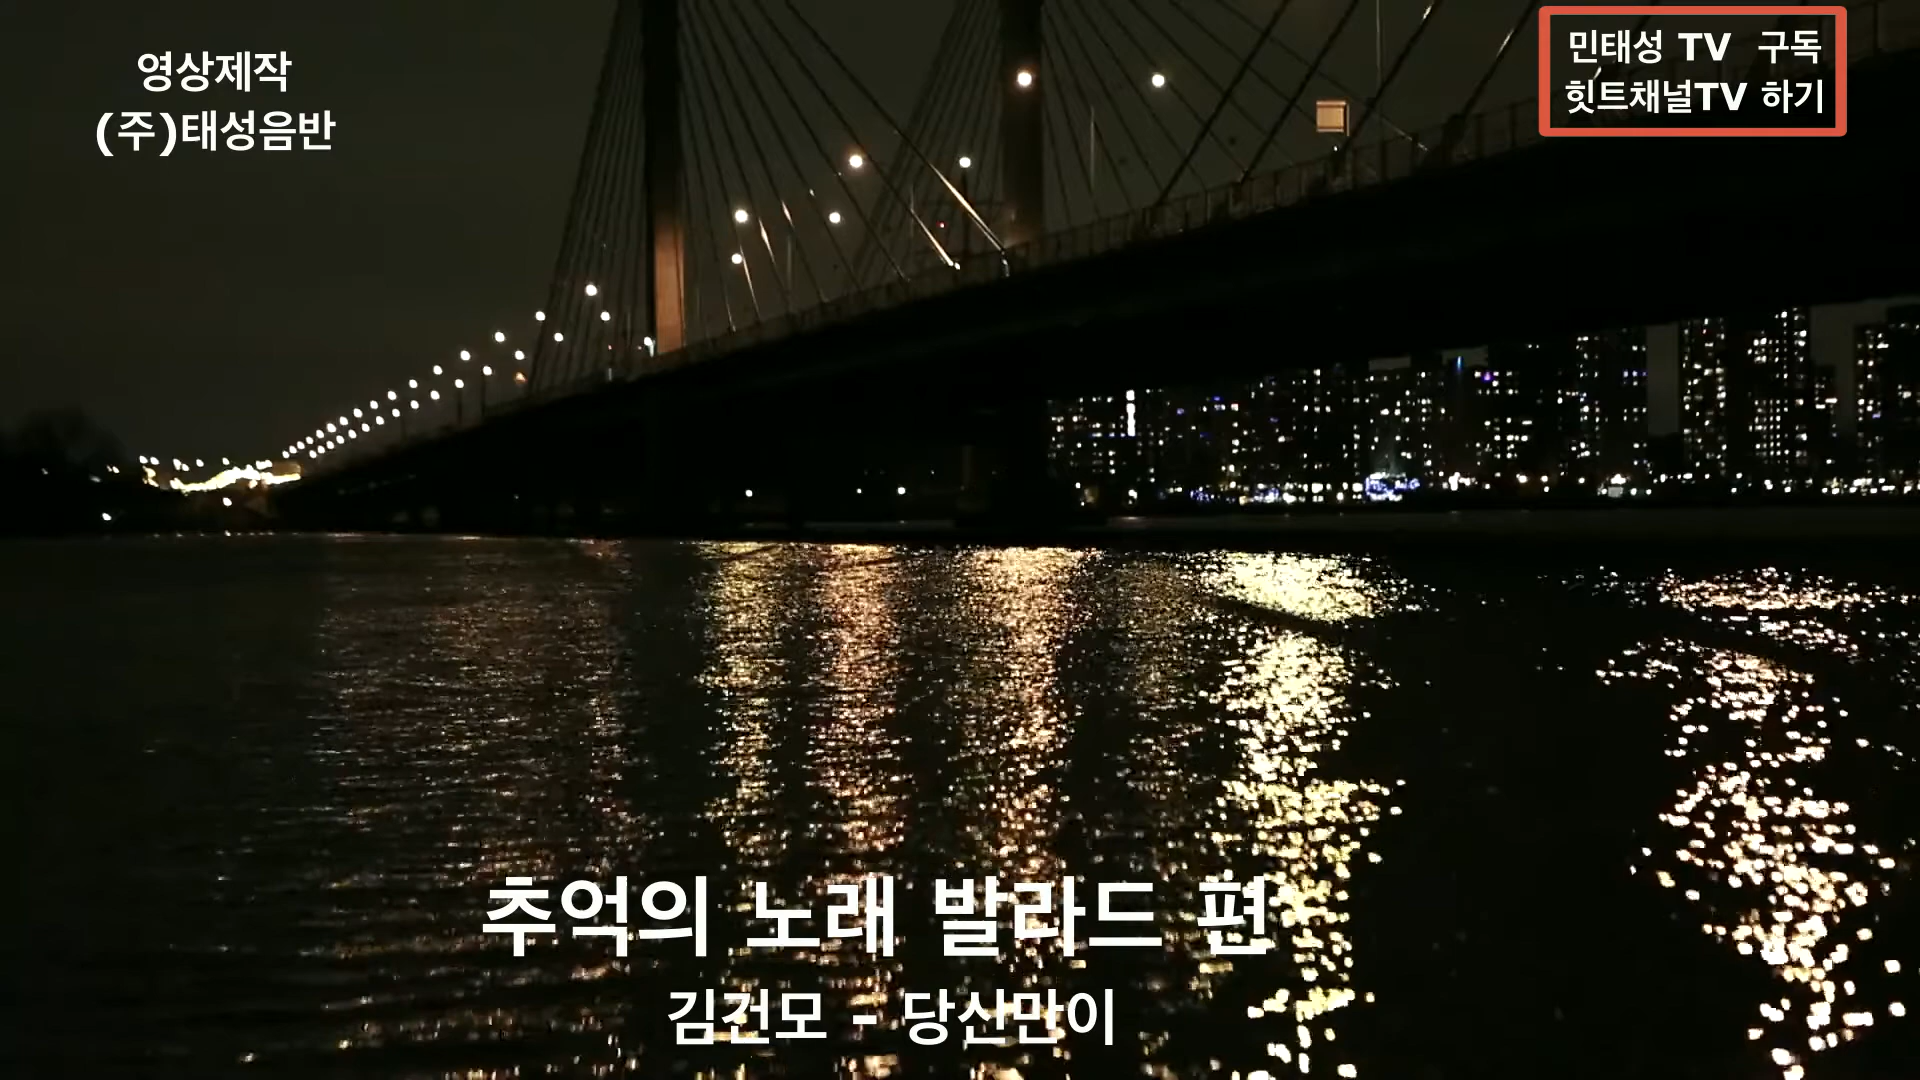 영상제작
(주)태성음반
민태성 TV 구독
힛트채널TV 하기
추억의 노래 발라드 편
김건모 - 당신만이